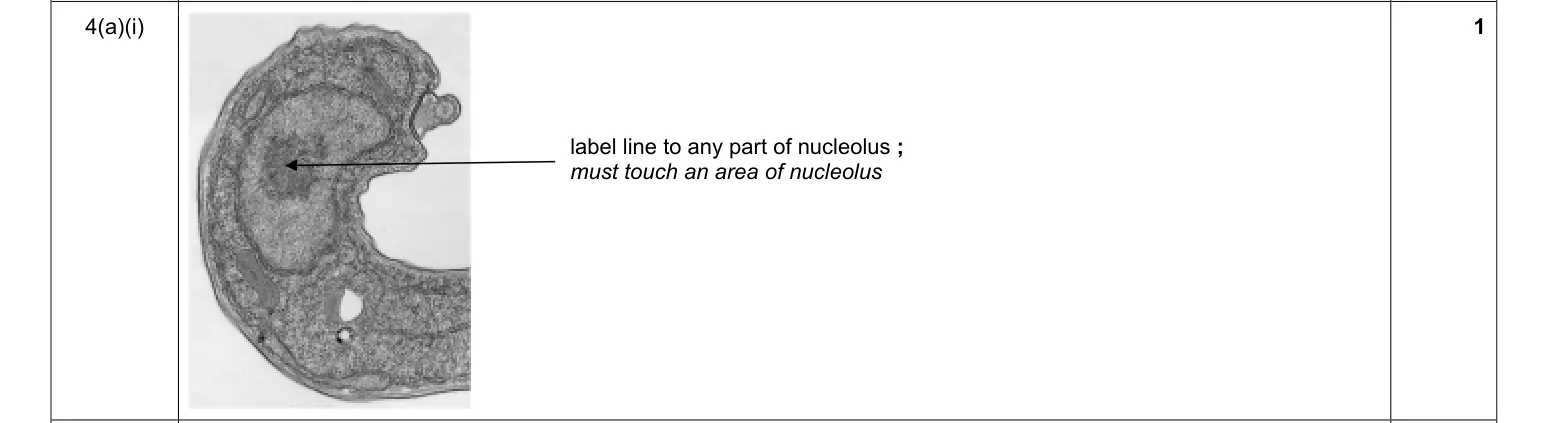 4(a)(i)
1
label line to any part of nucleolus ;
must touch an area of nucleolus